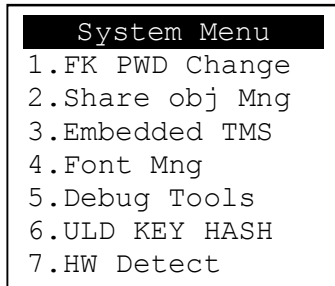 System Menu
1.FK PWD Change
2.Share obj Mng
3.Embedded TMS
4.Font Mng
5.Debug Tools
6.ULD KEY HASH
7.HW Detect